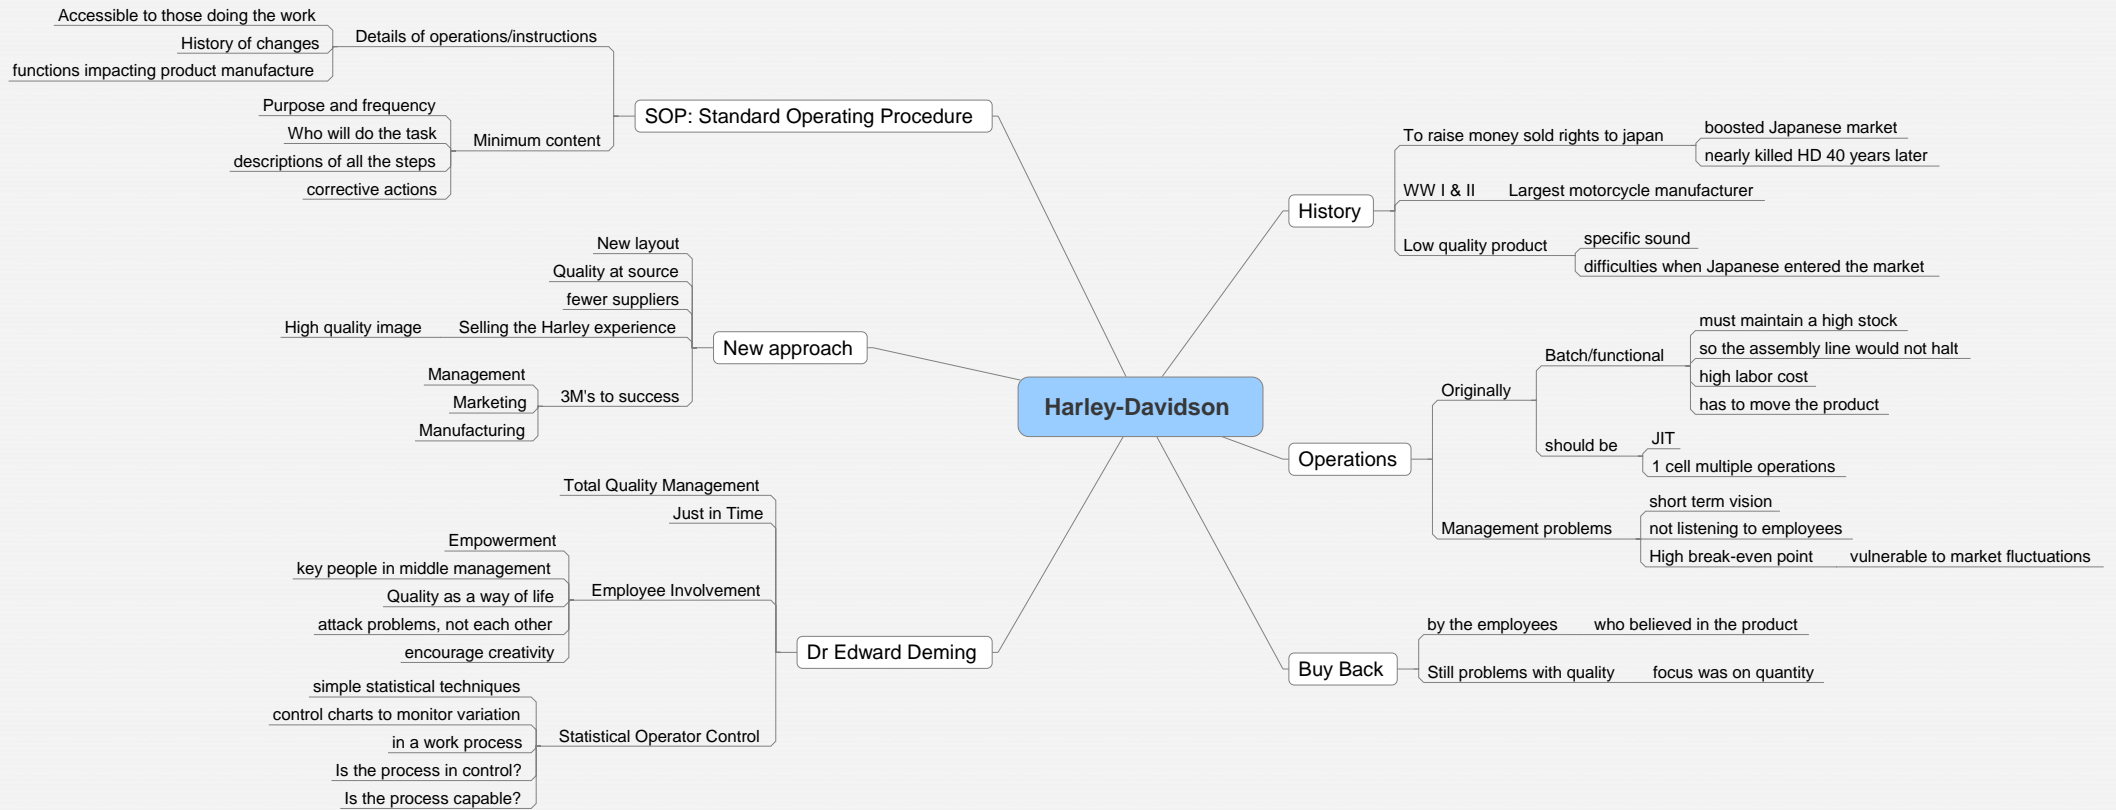 Harley-Davidson
SOP: Standard Operating Procedure
Details of operations/instructions
Accessible to those doing the work
History of changes
functions impacting product manufacture
Minimum content
Purpose and frequency
Who will do the task
descriptions of all the steps
corrective actions
New approach
New layout
Quality at source
fewer suppliers
Selling the Harley experience
High quality image
3M's to success
Management
Marketing
Manufacturing
Dr Edward Deming
Total Quality Management
Just in Time
Employee Involvement
Empowerment
key people in middle management
Quality as a way of life
attack problems, not each other
encourage creativity
Statistical Operator Control
simple statistical techniques
control charts to monitor variation
in a work process
Is the process in control?
Is the process capable?
History
To raise money sold rights to japan
boosted Japanese market
nearly killed HD 40 years later
WW I & II
Largest motorcycle manufacturer
Low quality product
specific sound
difficulties when Japanese entered the market
Operations
Originally
Batch/functional
must maintain a high stock
so the assembly line would not halt
high labor cost
has to move the product
should be
JIT
1 cell multiple operations
Management problems
short term vision
not listening to employees
High break-even point
vulnerable to market fluctuations
Buy Back
by the employees
who believed in the product
Still problems with quality
focus was on quantity